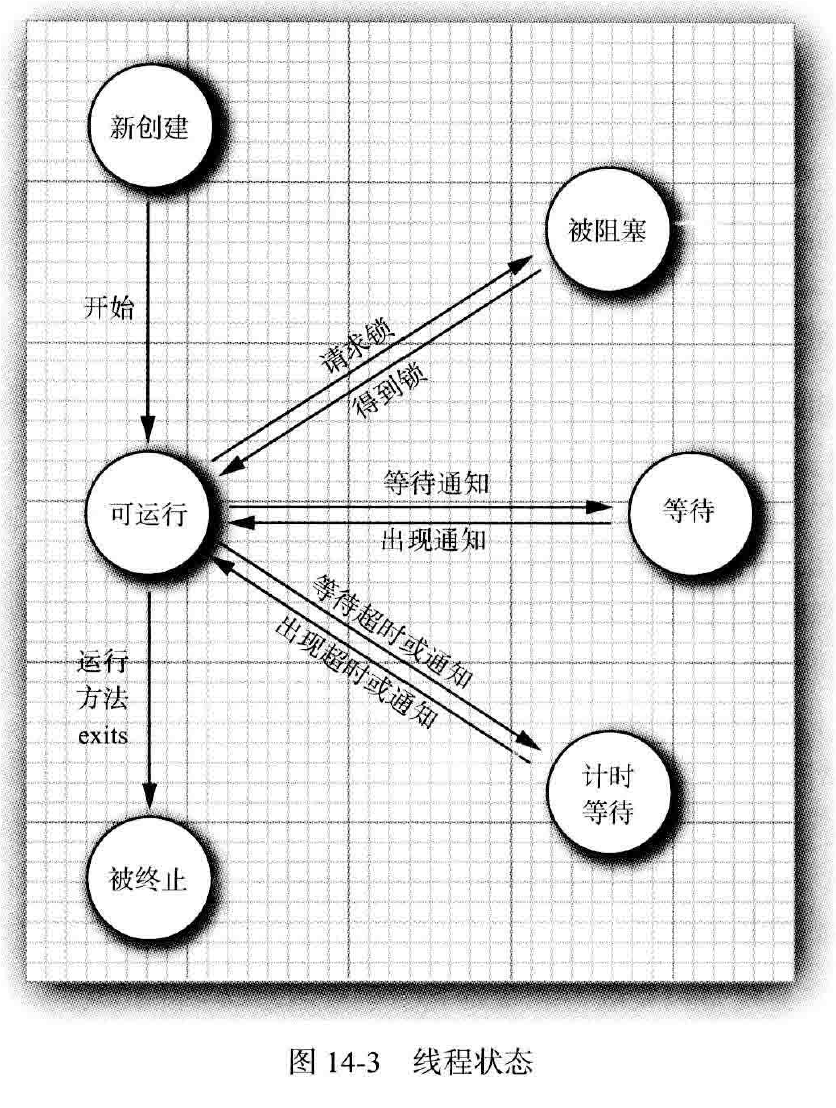 新创建
被阻塞
开始
请求锁
得到锁
可运行
等待通知
出现通知
等待
等待超时或通知
出现超时或通知
运行
方法
exits
计时
等待
被终止
图 14-3 线程状态